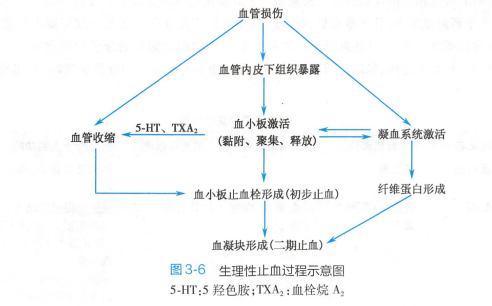 血管损伤
血管内皮下组织暴露
血管收缩
5-HT、TXA₂
血小板激活
(黏附、聚集、释放)
凝血系统激活
血小板止血栓形成(初步止血)
纤维蛋白形成
血凝块形成(二期止血)
图3-6 生理性止血过程示意图
5-HT:5 羟色胺;TXA₂:血栓烷 A₂